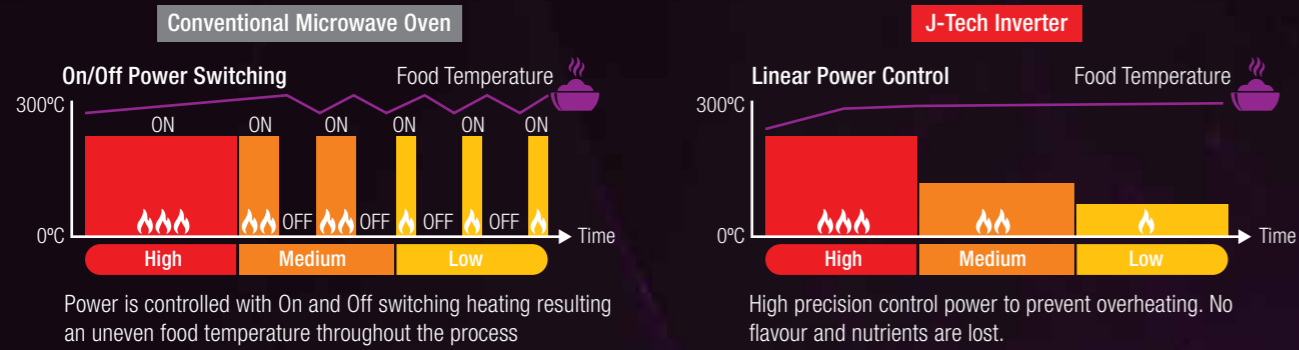 Conventional Microwave Oven
On/Off Power Switching
Food Temperature
300ºC
ON
ON
ON
ON
ON
ON
OFF
OFF
OFF
OFF
0ºC
Time
High
Medium
Low
Power is controlled with On and Off switching heating resulting
an uneven food temperature throughout the process
J-Tech Inverter
Linear Power Control
Food Temperature
300ºC
0ºC
Time
High
Medium
Low
High precision control power to prevent overheating. No
flavour and nutrients are lost.